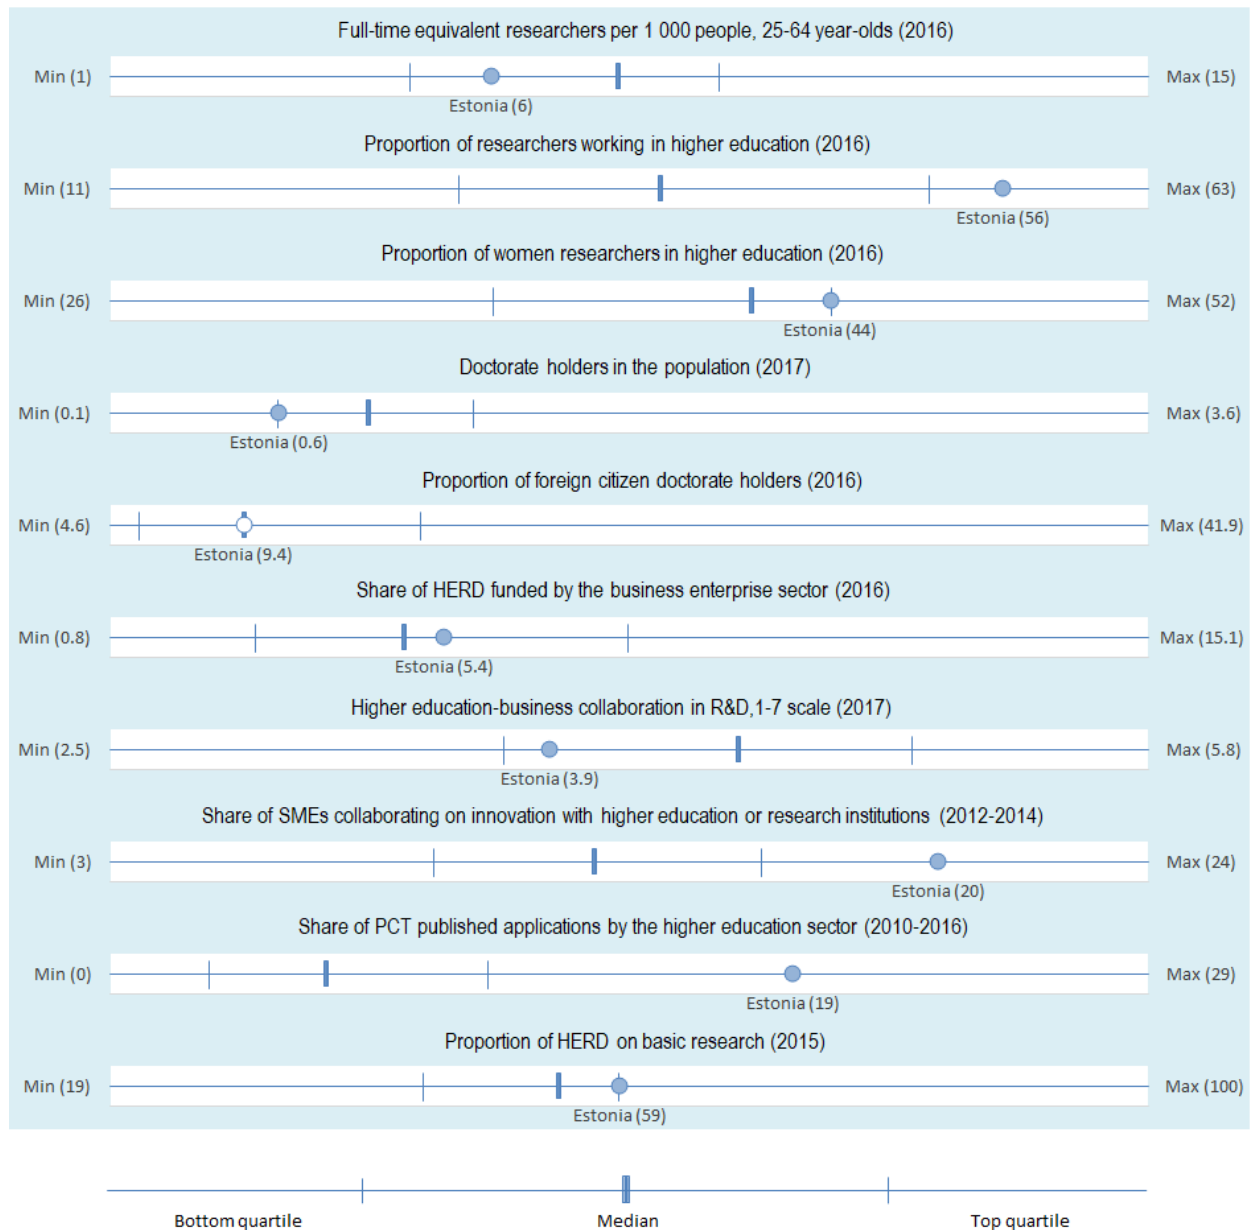 Full-time equivalent researchers per 1 000 people, 25-64 year-olds (2016)
Min (1)
Max (15)
Estonia (6)
Proportion of researchers working in higher education (2016)
Min (11)
Max (63)
Estonia (56)
Proportion of women researchers in higher education (2016)
Min (26)
Max (52)
Estonia (44)
Doctorate holders in the population (2017)
Min (0.1)
Max (3.6)
Estonia (0.6)
Proportion of foreign citizen doctorate holders (2016)
Min (4.6)
Max (41.9)
Estonia (9.4)
Share of HERD funded by the business enterprise sector (2016)
Min (0.8)
Max (15.1)
Estonia (5.4)
Higher education-business collaboration in R&D,1-7 scale (2017)
Min (2.5)
Max (5.8)
Estonia (3.9)
Share of SMEs collaborating on innovation with higher education or research institutions (2012-2014)
Min (3)
Max (24)
Estonia (20)
Share of PCT published applications by the higher education sector (2010-2016)
Min (0)
Max (29)
Estonia (19)
Proportion of HERD on basic research (2015)
Min (19)
Max (100)
Estonia (59)
Bottom quartile
Median
Top quartile